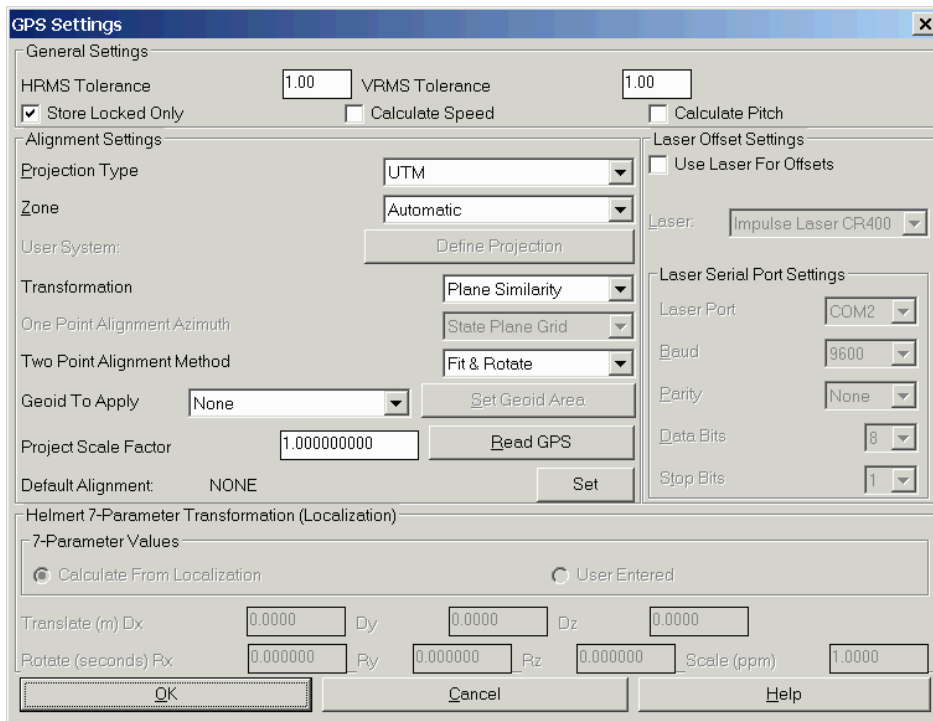 GPS Settings
General Settings
HRMS Tolerance 1.00 VRMS Tolerance 1.00
Store Locked Only Calculate Speed Calculate Pitch
Alignment Settings
Projection Type UTM
Zone Automatic
User System: Define Projection
Transformation Plane Similarity
One Point Alignment Azimuth State Plane Grid
Two Point Alignment Method Fit & Rotate
Geoid To Apply None Set Geoid Area
Project Scale Factor 1.000000000 Read GPS
Default Alignment: NONE Set
Laser Offset Settings
Use Laser For Offsets
Laser: Impulse Laser CR400
Laser Serial Port Settings
Laser Port COM2
Baud 9600
Parity None
Data Bits 8
Stop Bits 1
Helmert 7-Parameter Transformation (Localization)
7-Parameter Values
Calculate From Localization User Entered
Translate (m) Dx 0.0000 Dy 0.0000 Dz 0.0000
Rotate (seconds) Rx 0.000000 Ry 0.000000 Rz 0.000000 Scale (ppm) 1.0000
OK Cancel Help